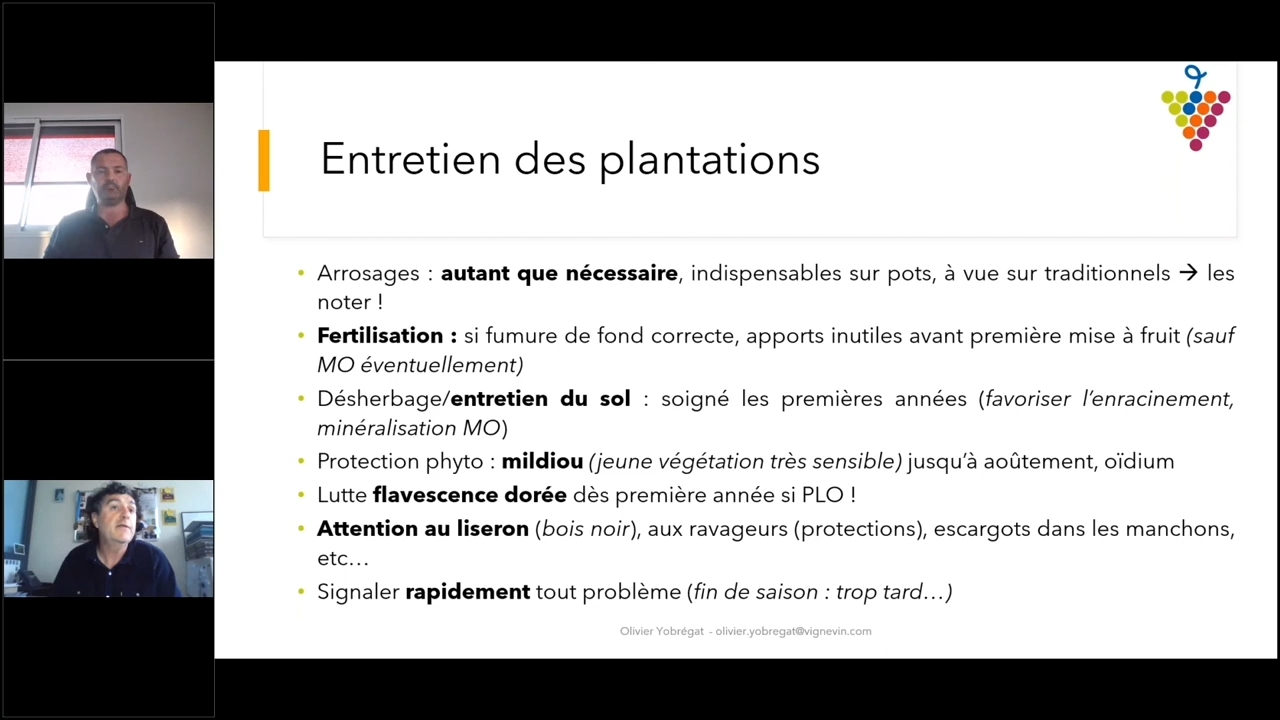 Entretien des plantations
• Arrosages : autant que nécessaire, indispensables sur pots, à vue sur traditionnels → les
noter !
• Fertilisation : si fumure de fond correcte, apports inutiles avant première mise à fruit (sauf
MO éventuellement)
• Désherbage/entretien du sol : soigné les premières années (favoriser l’enracinement,
minéralisation MO)
• Protection phyto : mildiou (jeune végétation très sensible) jusqu’à aoûtement, oïdium
• Lutte flavescence dorée dès première année si PLO !
• Attention au liseron (bois noir), aux ravageurs (protections), escargots dans les manchons,
etc…
• Signaler rapidement tout problème (fin de saison : trop tard…)
Olivier Yobrégat - olivier.yobregat@vignevin.com